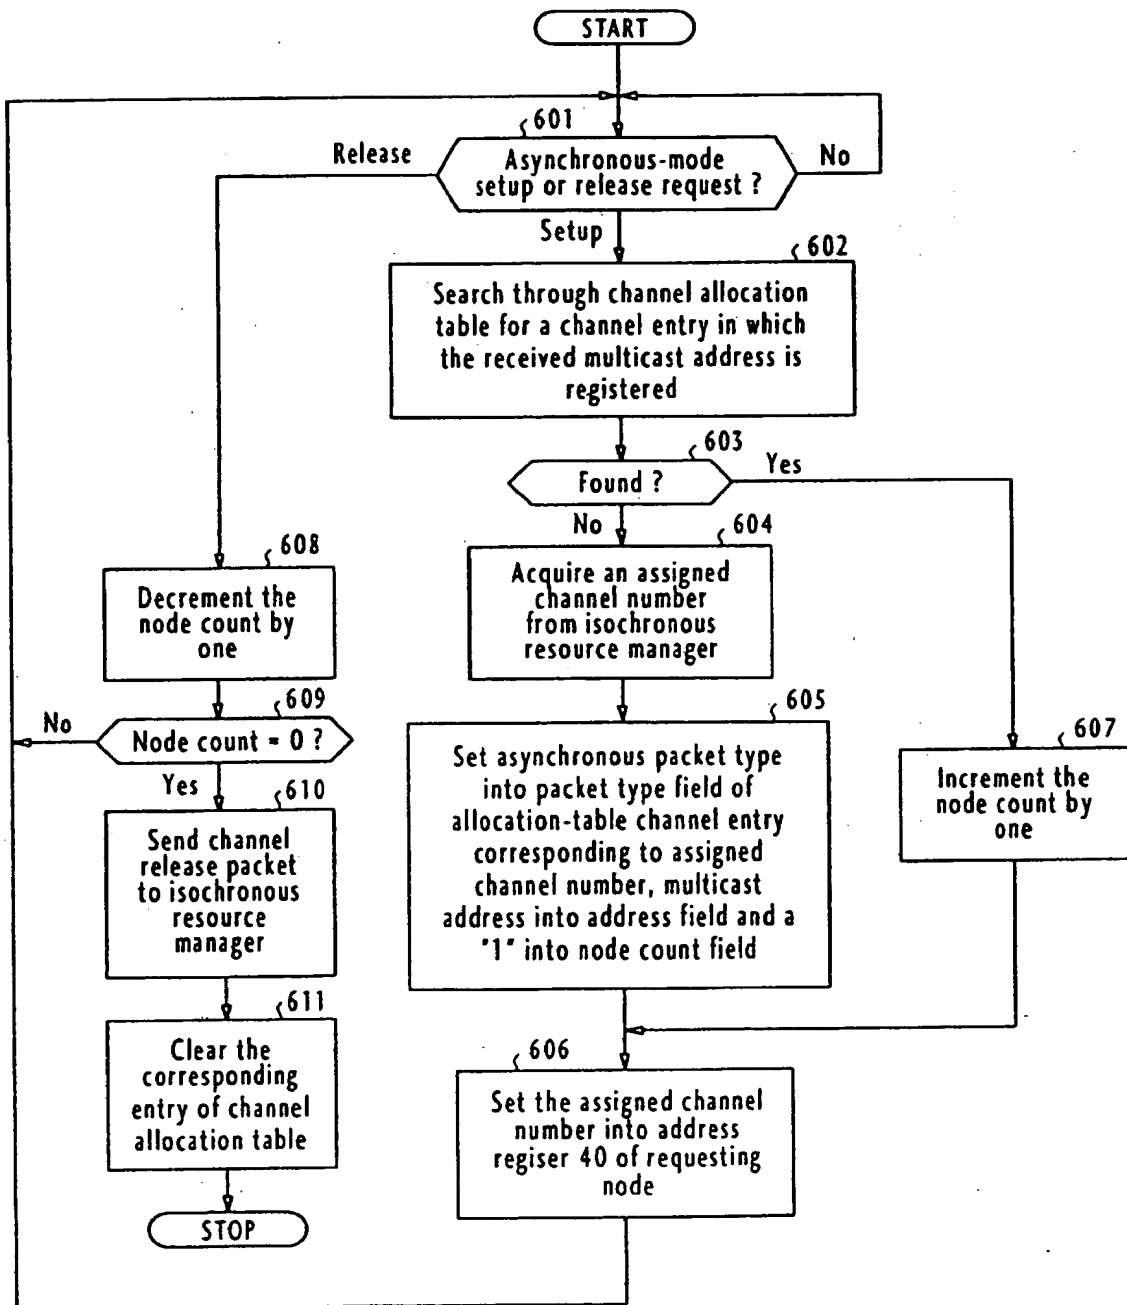 START
601
Release
Asynchronous-mode
setup or release request ?
No
Setup
602
Search through channel allocation
table for a channel entry in which
the received multicast address is
registered
603
Found ?
Yes
No
604
Acquire an assigned
channel number
from isochronous
resource manager
608
Decrement the
node count by
one
605
Set asynchronous packet type
into packet type field of
allocation-table channel entry
corresponding to assigned
channel number, multicast
address into address field and a
"1" into node count field
609
No
Node count = 0 ?
Yes
607
Increment the
node count by
one
610
Send channel
release packet
to isochronous
resource
manager
611
Clear the
corresponding
entry of channel
allocation table
606
Set the assigned channel
number into address
regiser 40 of requesting
node
STOP